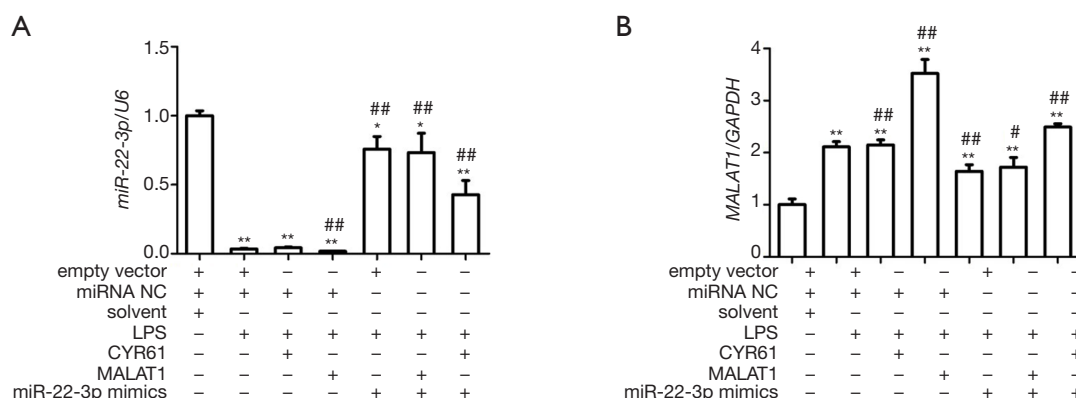 A
miR-22-3p/U6
1.5
1.0
0.5
0.0
** ** ## ** ## * ## * ## **
empty vector + + – – + – –
miRNA NC + + + + – – –
solvent + – – – – – –
LPS – + + + + + +
CYR61 – – + – – – +
MALAT1 – – – + – + –
miR-22-3p mimics – – – – + + +
B
MALAT1/GAPDH
4
3
2
1
0
** ## ** ## ** ## ** # ** ## **
empty vector + + – – + – –
miRNA NC + + + + – – –
solvent + – – – – – –
LPS – + + + + + +
CYR61 – – + – – – +
MALAT1 – – – + – + –
miR-22-3p mimics – – – – + + +